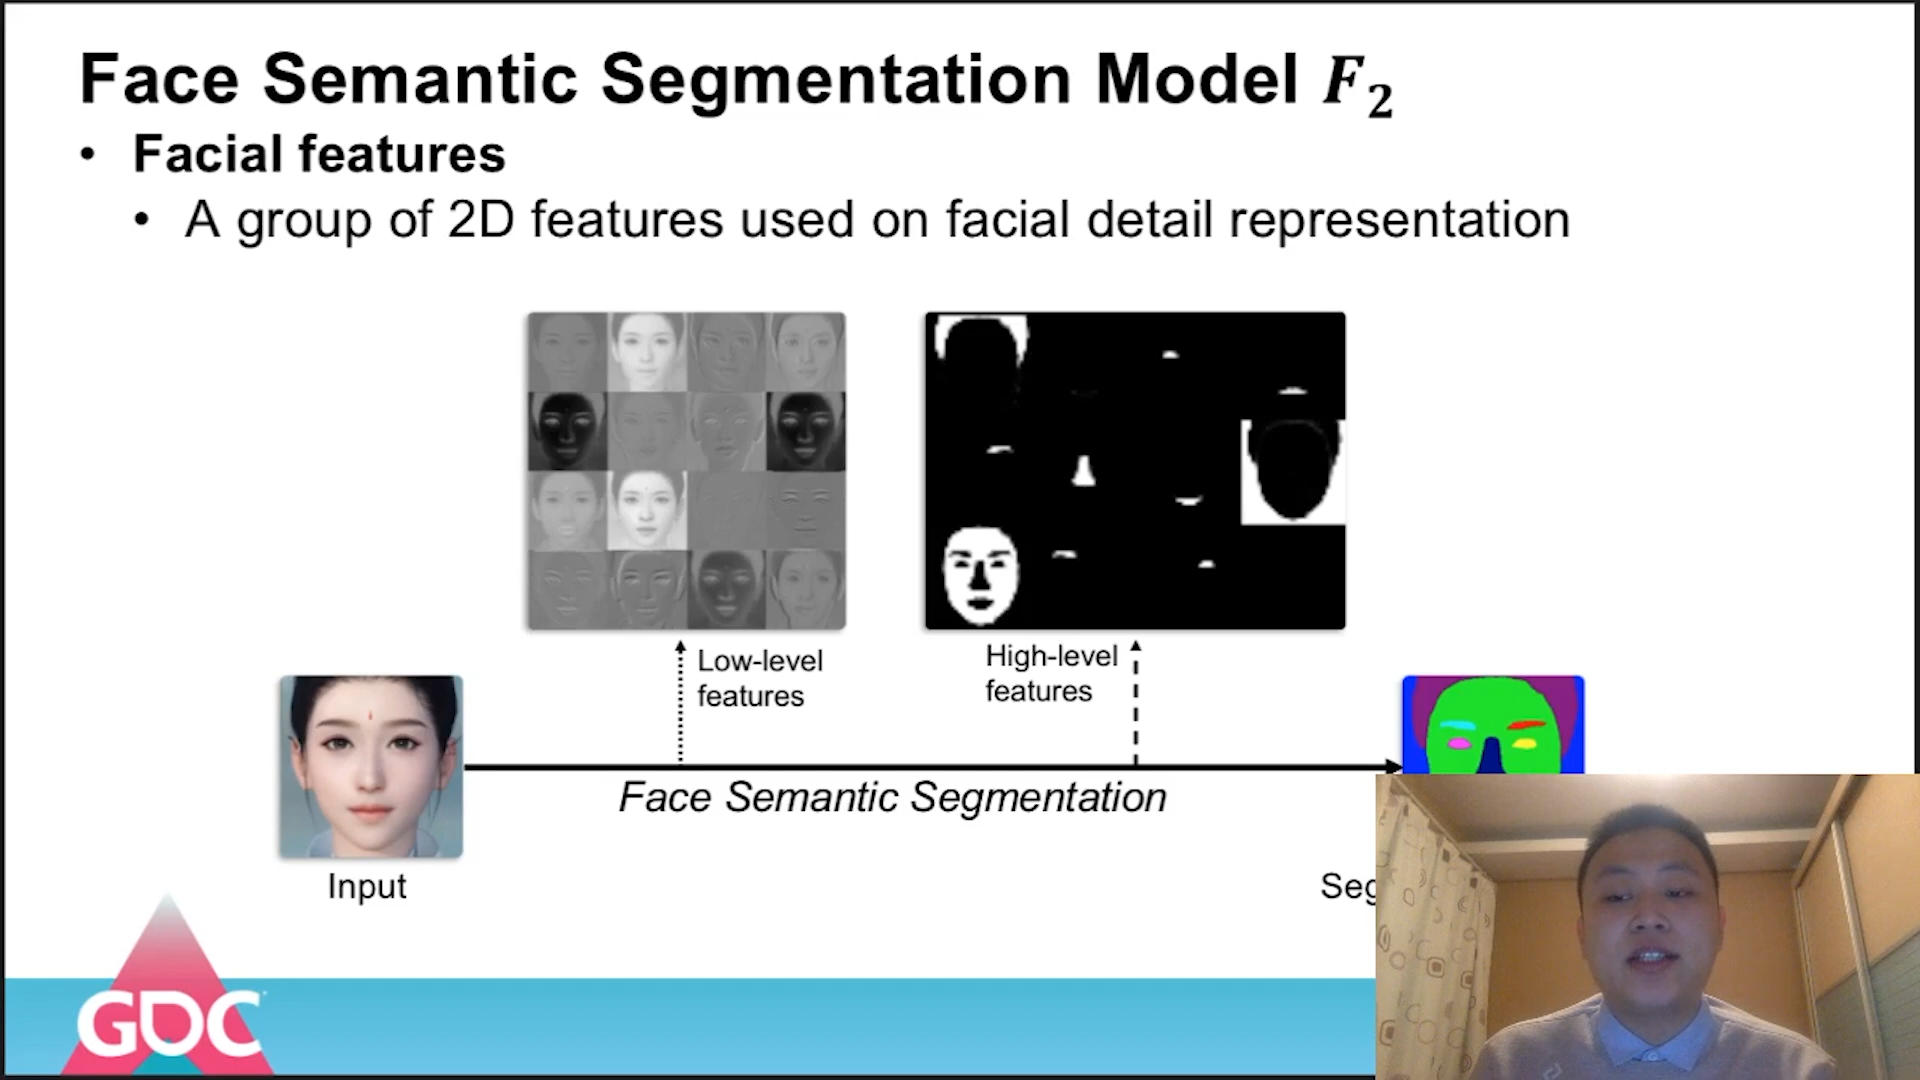 Face Semantic Segmentation Model F₂
• Facial features
• A group of 2D features used on facial detail representation
Low-level
features
High-level
features
Face Semantic Segmentation
Input
GDC